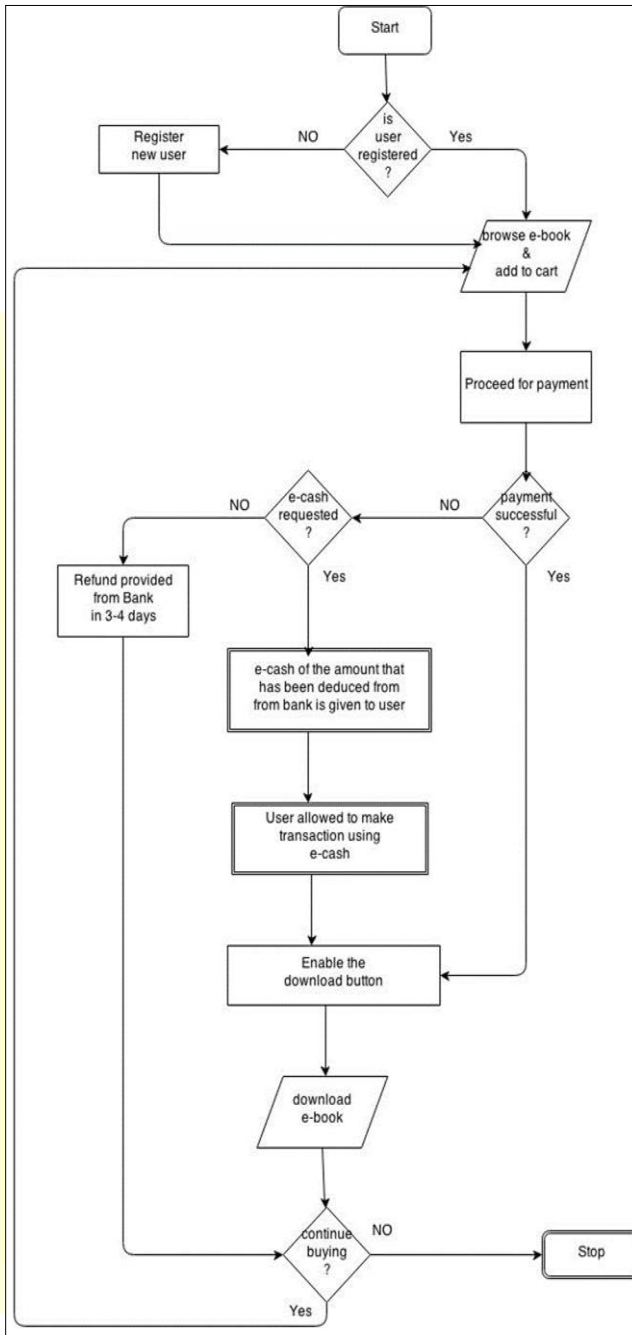 Start
is
user
registered
?
NO
Yes
Register
new user
browse e-book
&
add to cart
Proceed for payment
payment
successful
?
NO
Yes
e-cash
requested
?
NO
Yes
Refund provided
from Bank
in 3-4 days
e-cash of the amount that
has been deduced from
from bank is given to user
User allowed to make
transaction using
e-cash
Enable the
download button
download
e-book
continue
buying
?
NO
Yes
Stop